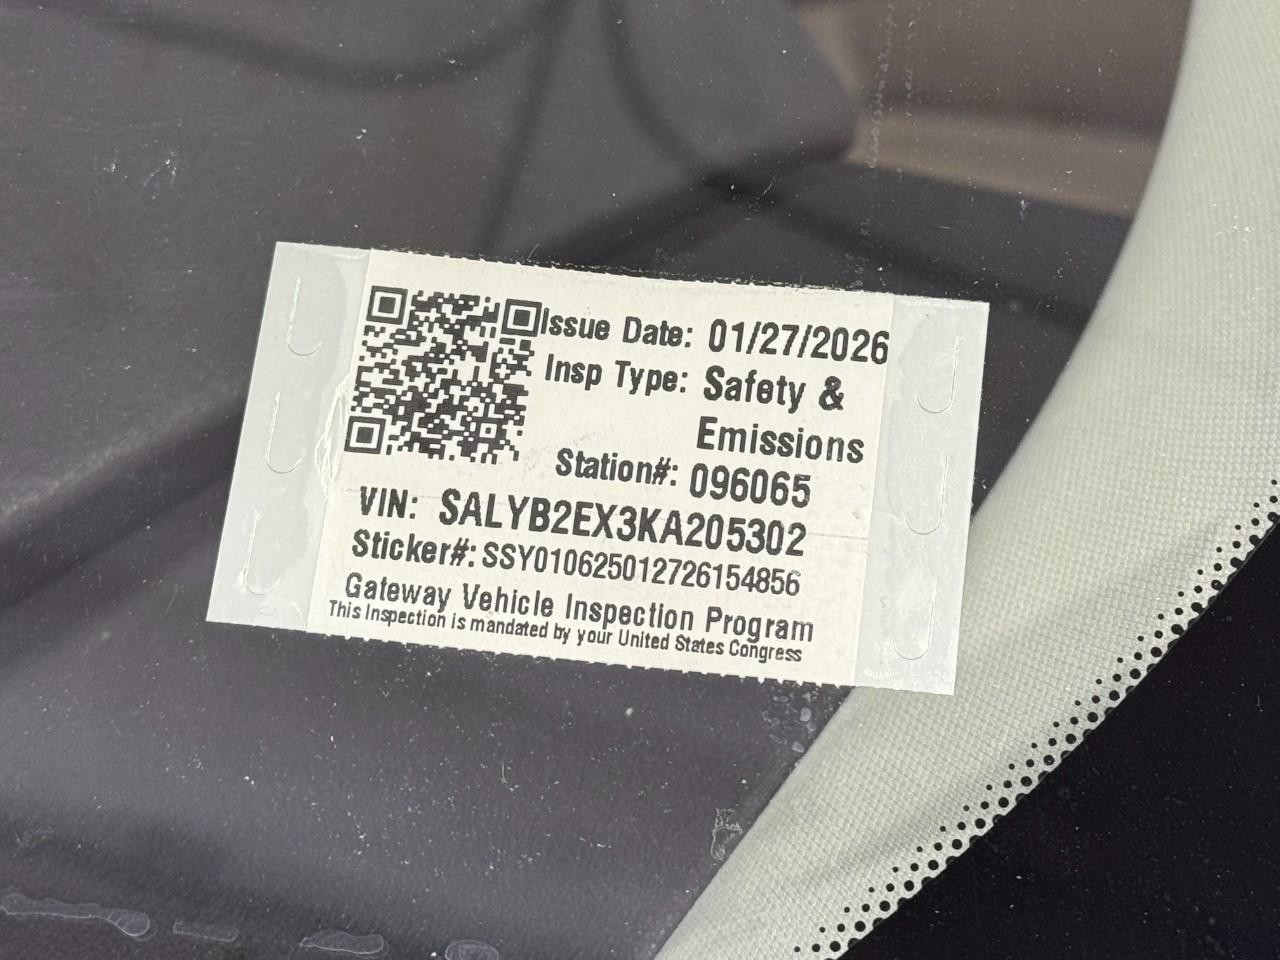 Issue Date: 01/27/2026
Insp Type: Safety &
Emissions
Station#: 096065
VIN: SALYB2EX3KA205302
Sticker#: SSY010625012726154856
Gateway Vehicle Inspection Program
This Inspection is mandated by your United States Congress